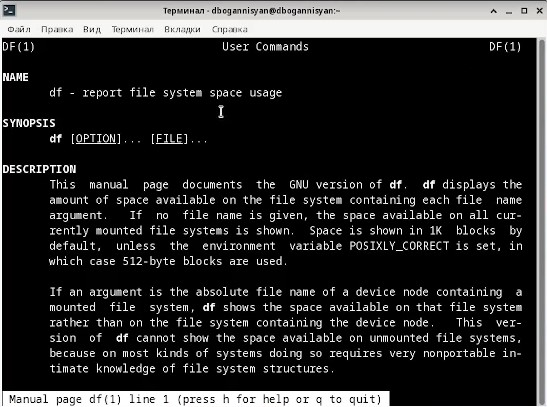 Терминал - dbogannisyan@dbogannisyan:~
Файл Правка Вид Терминал Вкладки Справка
DF(1) User Commands DF(1)
NAME
df - report file system space usage
SYNOPSIS
df [OPTION]... [FILE]...
DESCRIPTION
This manual page documents the GNU version of df. df displays the
amount of space available on the file system containing each file name
argument. If no file name is given, the space available on all cur-
rently mounted file systems is shown. Space is shown in 1K blocks by
default, unless the environment variable POSIXLY_CORRECT is set, in
which case 512-byte blocks are used.
If an argument is the absolute file name of a device node containing a
mounted file system, df shows the space available on that file system
rather than on the file system containing the device node. This ver-
sion of df cannot show the space available on unmounted file systems,
because on most kinds of systems doing so requires very nonportable in-
timate knowledge of file system structures.
Manual page df(1) line 1 (press h for help or q to quit)